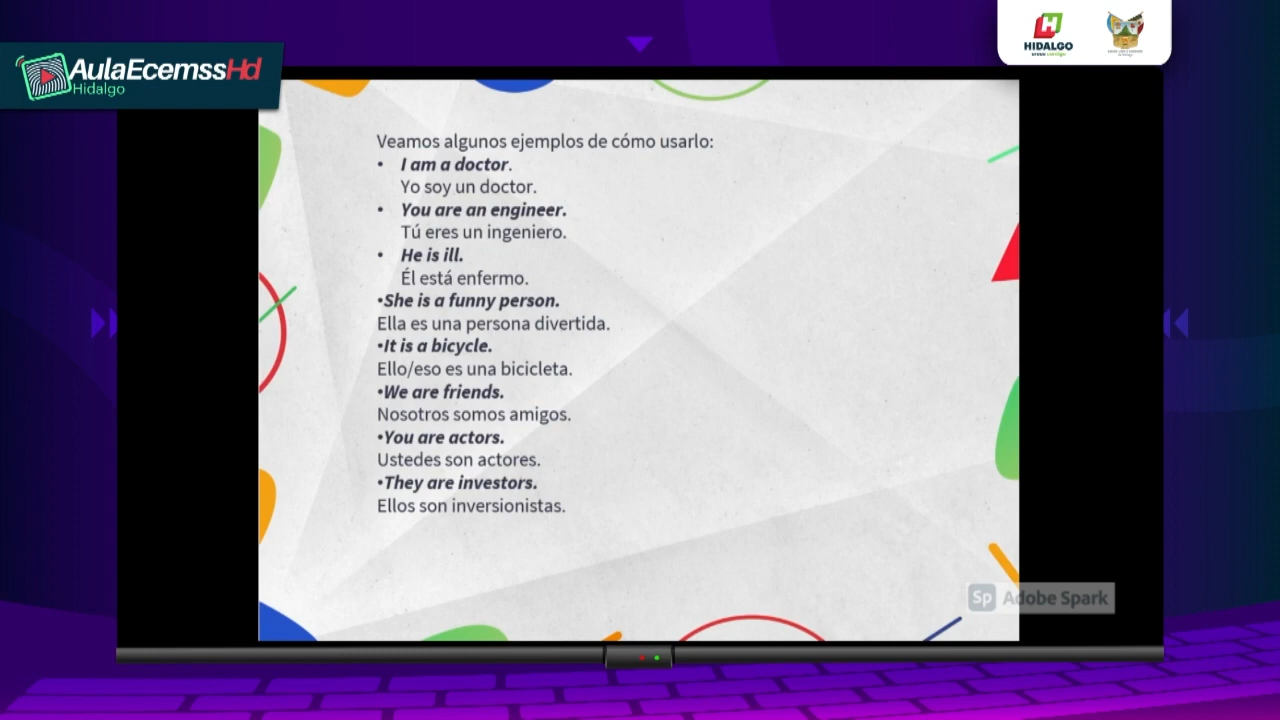 AulaEcemssHd
Hidalgo
HIDALGO
Veamos algunos ejemplos de cómo usarlo:
• I am a doctor.
Yo soy un doctor.
• You are an engineer.
Tú eres un ingeniero.
• He is ill.
Él está enfermo.
•She is a funny person.
Ella es una persona divertida.
•It is a bicycle.
Ello/eso es una bicicleta.
•We are friends.
Nosotros somos amigos.
•You are actors.
Ustedes son actores.
•They are investors.
Ellos son inversionistas.
Sp Adobe Spark